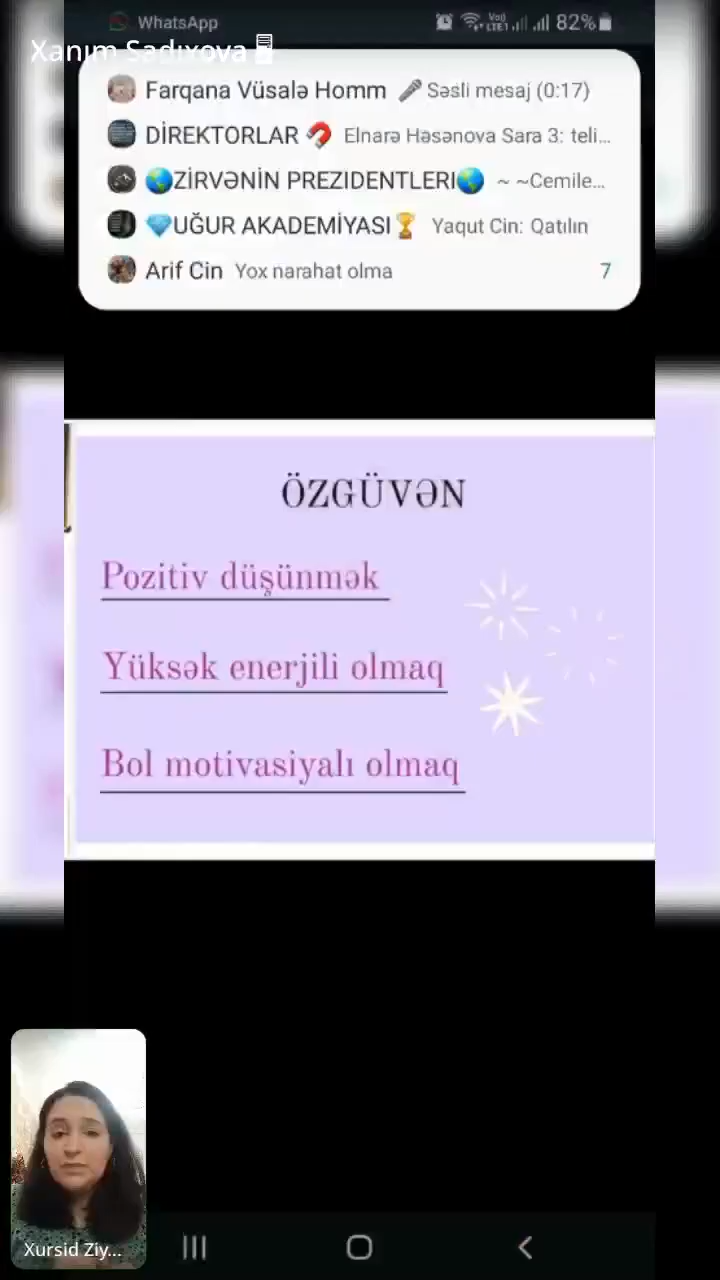 WhatsApp
82%
Xanım Sadıxova
Farqana Vüsalə Homm Səsli mesaj (0:17)
DİREKTORLAR 🧲 Elnarə Həsənova Sara 3: teli...
🌎ZİRVƏNİN PREZIDENTLERI🌎 ~ ~Cemile...
💎UĞUR AKADEMİYASI🏆 Yaqut Cin: Qatılın
Arif Cin Yox narahat olma 7
ÖZGÜVƏN
Pozitiv düşünmək
Yüksək enerjili olmaq
Bol motivasiyalı olmaq
Xursid Ziy...